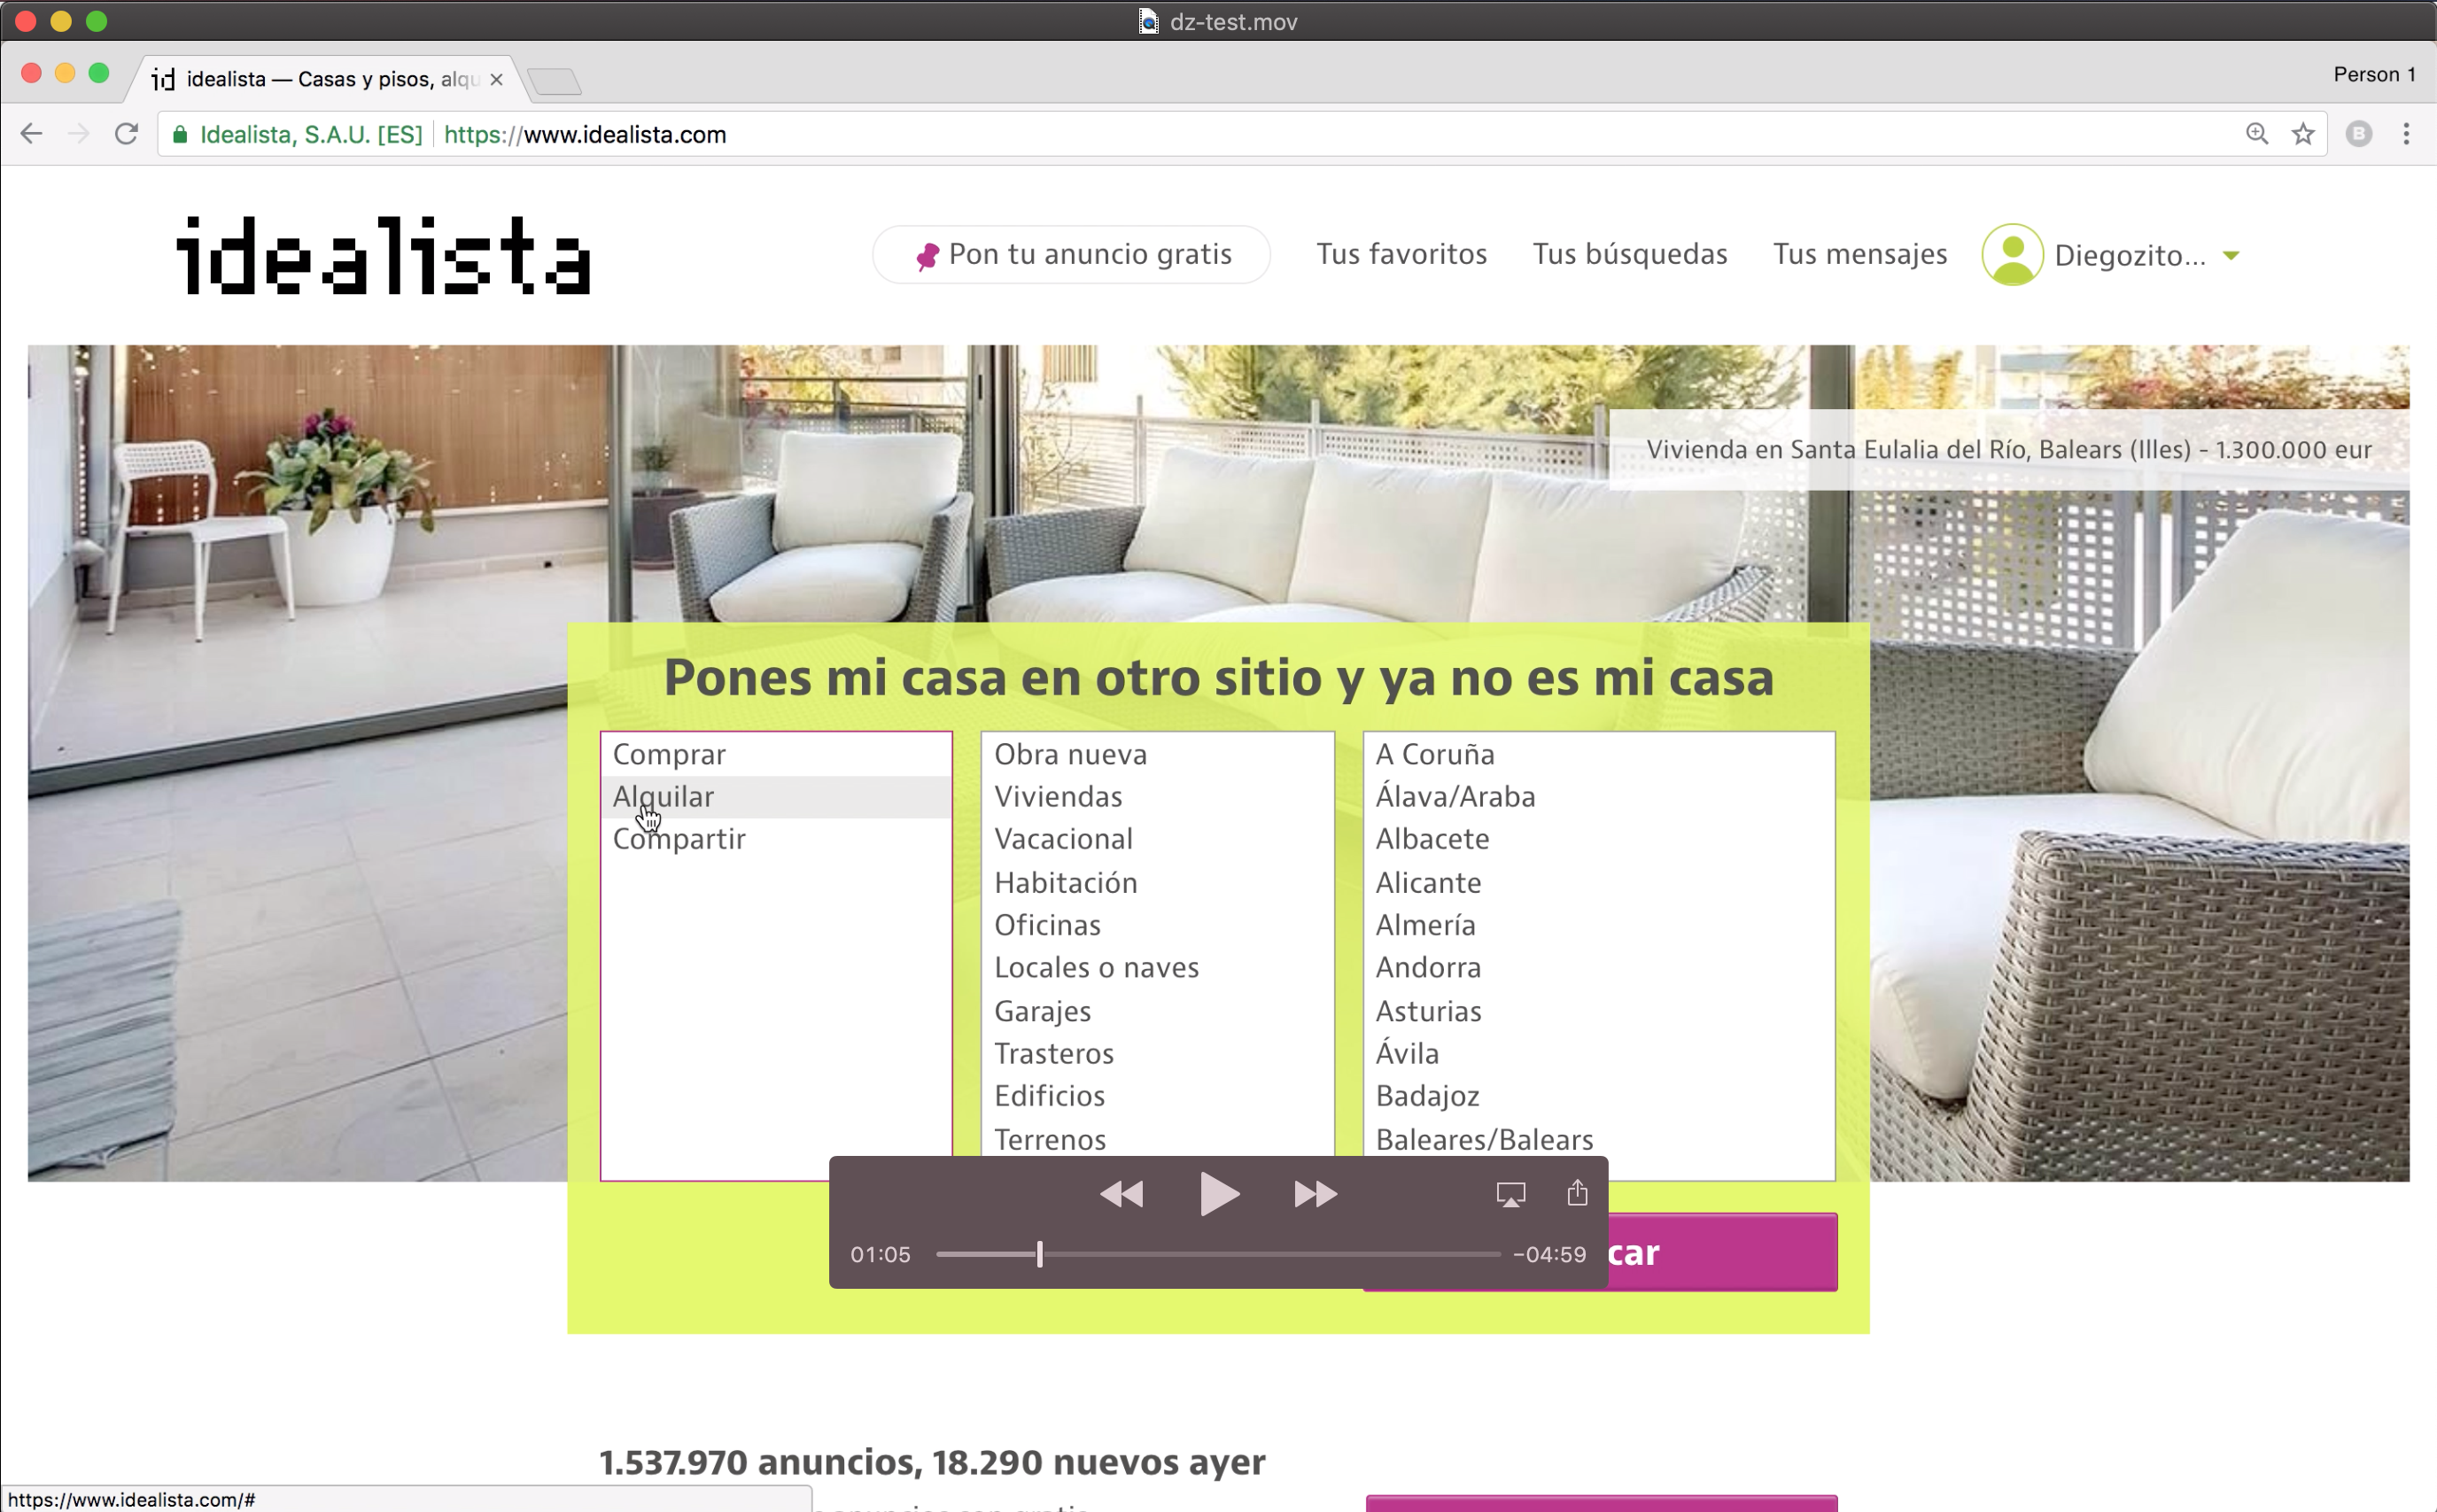 dz-test.mov
idealista — Casas y pisos, alqu
Person 1
Idealista, S.A.U. [ES] https://www.idealista.com
idealista
Pon tu anuncio gratis Tus favoritos Tus búsquedas Tus mensajes Diegozito...
Vivienda en Santa Eulalia del Río, Balears (Illes) - 1.300.000 eur
Pones mi casa en otro sitio y ya no es mi casa
Comprar
Alquilar
Compartir
Obra nueva
Viviendas
Vacacional
Habitación
Oficinas
Locales o naves
Garajes
Trasteros
Edificios
Terrenos
A Coruña
Álava/Araba
Albacete
Alicante
Almería
Andorra
Asturias
Ávila
Badajoz
Baleares/Balears
car
01:05 -04:59
1.537.970 anuncios, 18.290 nuevos ayer
https://www.idealista.com/#